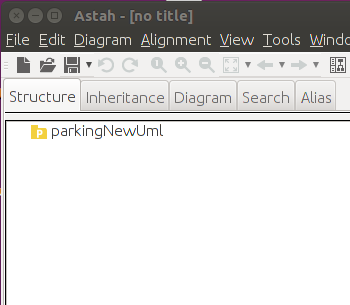 Astah - [no title]
File Edit Diagram Alignment View Tools
Structure Inheritance Diagram Search Alias
parkingNewUml